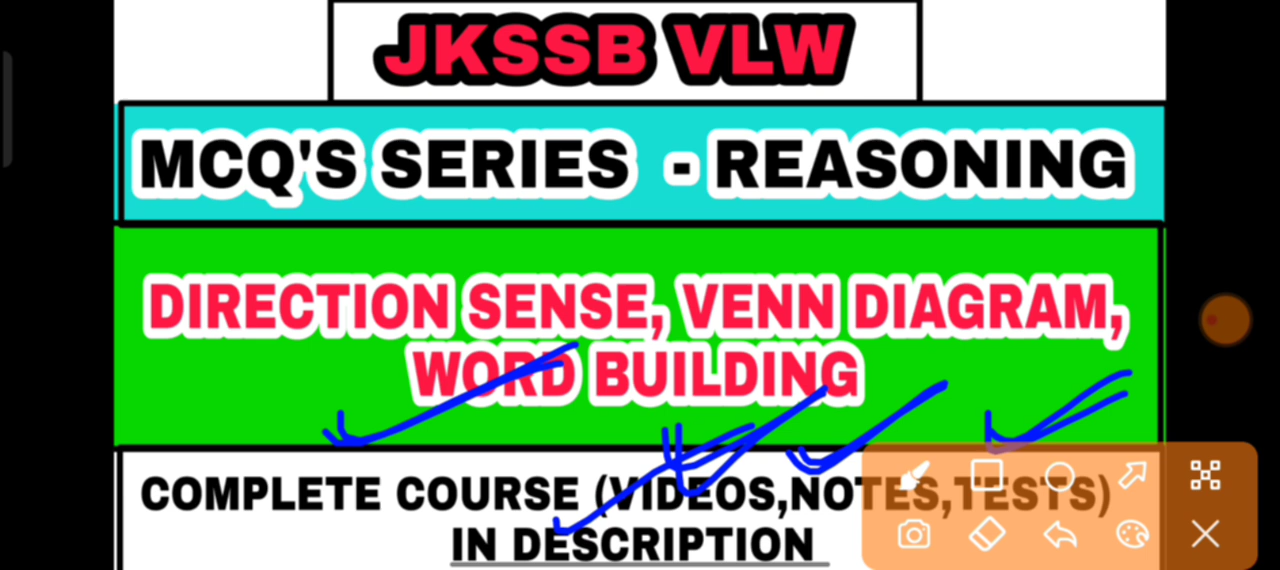 JKSSB VLW
MCQ'S SERIES - REASONING
DIRECTION SENSE, VENN DIAGRAM,
WORD BUILDING
COMPLETE COURSE (VIDEOS,NOTES,TESTS)
IN DESCRIPTION